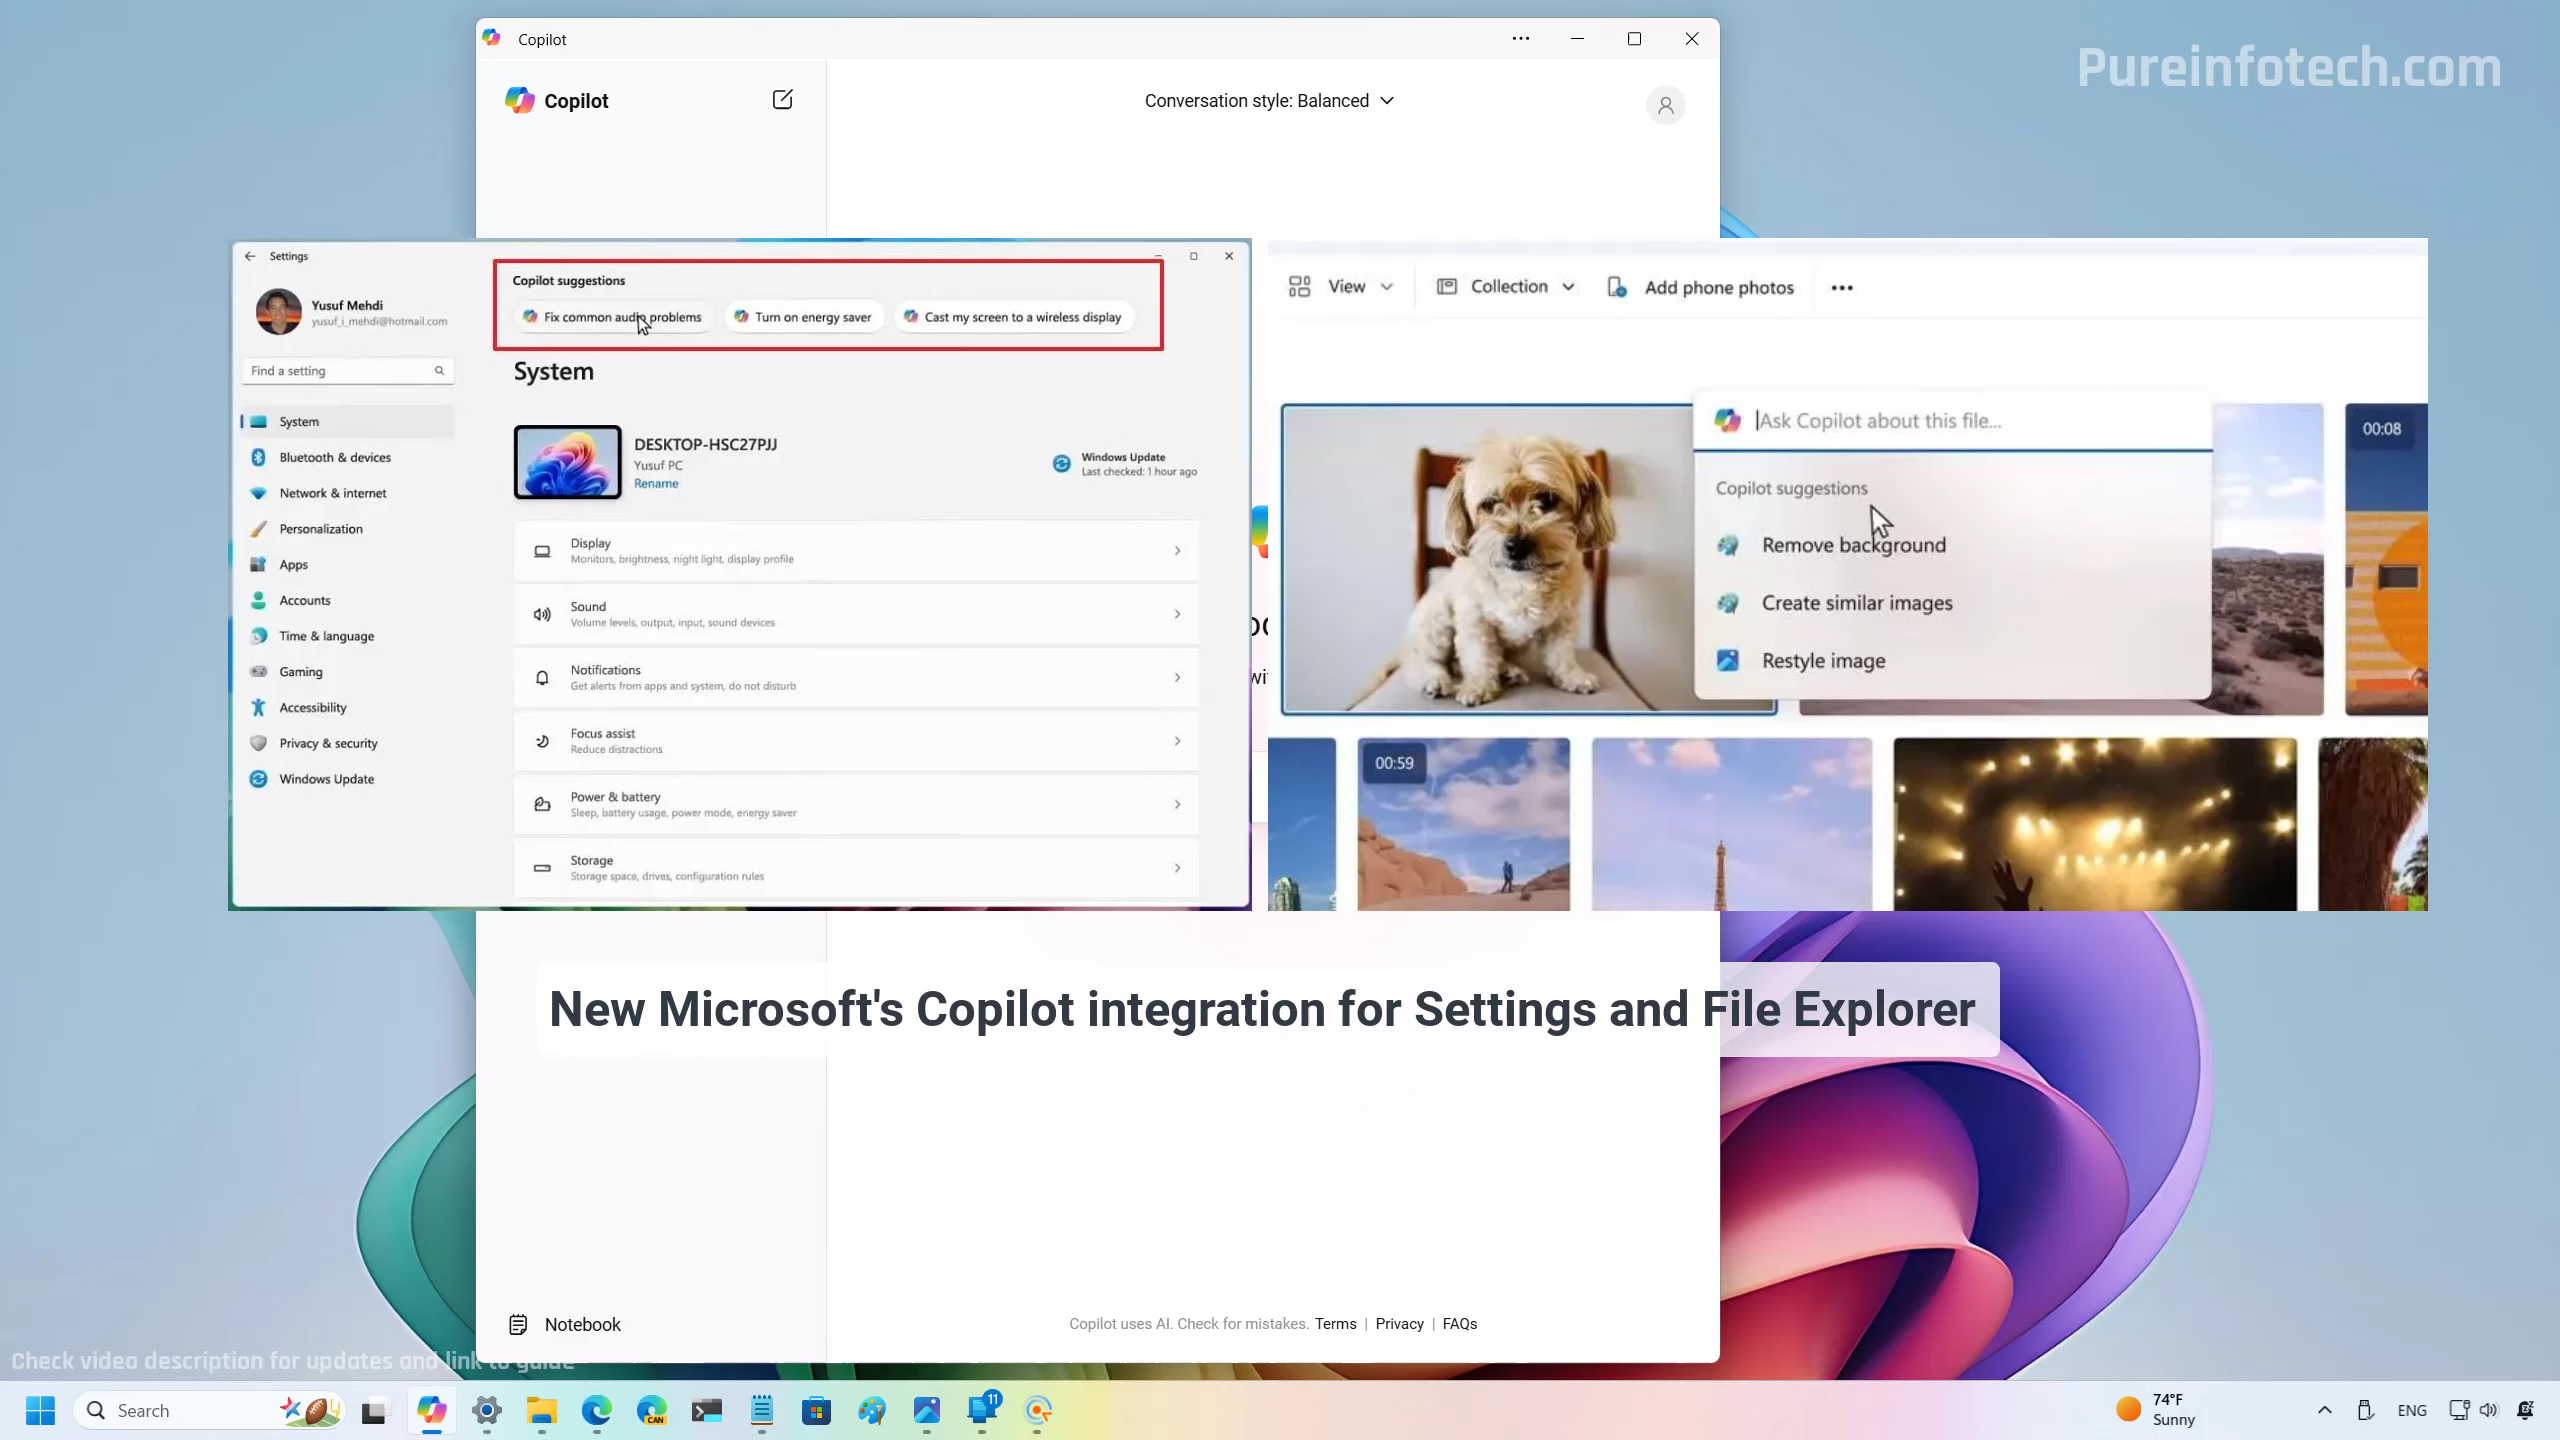 Copilot
Copilot
Conversation style: Balanced
Pureinfotech.com
Settings
Yusuf Mehdi
yusuf_i_mehdi@hotmail.com
Find a setting
System
Bluetooth & devices
Network & internet
Personalization
Apps
Accounts
Time & language
Gaming
Accessibility
Privacy & security
Windows Update
Copilot suggestions
Fix common audio problems
Turn on energy saver
Cast my screen to a wireless display
System
DESKTOP-HSC27PJJ
Yusuf PC
Rename
Windows Update
Last checked: 1 hour ago
Display
Monitors, brightness, night light, display profile
Sound
Volume levels, output, input, sound devices
Notifications
Get alerts from apps and system, do not disturb
Focus assist
Reduce distractions
Power & battery
Sleep, battery usage, power mode, energy saver
Storage
Storage space, drives, configuration rules
View
Collection
Add phone photos
Ask Copilot about this file...
Copilot suggestions
Remove background
Create similar images
Restyle image
00:08
00:59
New Microsoft's Copilot integration for Settings and File Explorer
Notebook
Copilot uses AI. Check for mistakes. Terms | Privacy | FAQs
Check video description for updates and link to guide
Search
CAN
11
74°F
Sunny
ENG